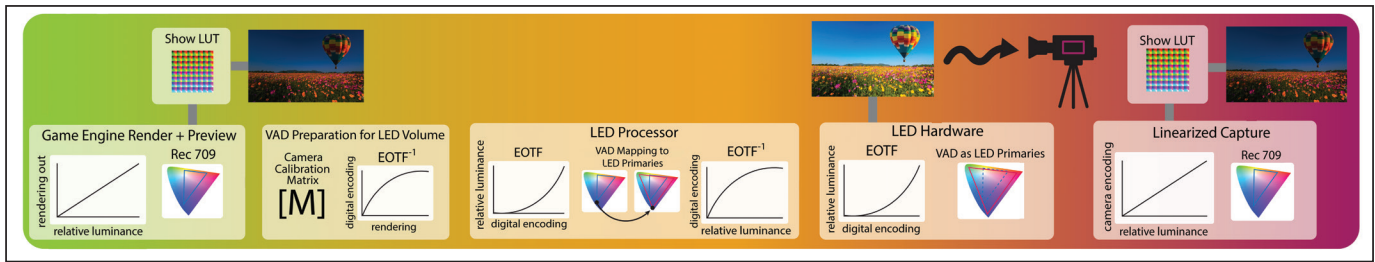 Show LUT
Game Engine Render + Preview
rendering out
relative luminance
Rec 709
VAD Preparation for LED Volume
Camera
Calibration
Matrix
[M]
EOTF-1
digital encoding
rendering
LED Processor
EOTF
relative luminance
digital encoding
VAD Mapping to
LED Primaries
EOTF-1
digital encoding
relative luminance
LED Hardware
EOTF
relative luminance
digital encoding
VAD as LED Primaries
Show LUT
Linearized Capture
camera encoding
relative luminance
Rec 709